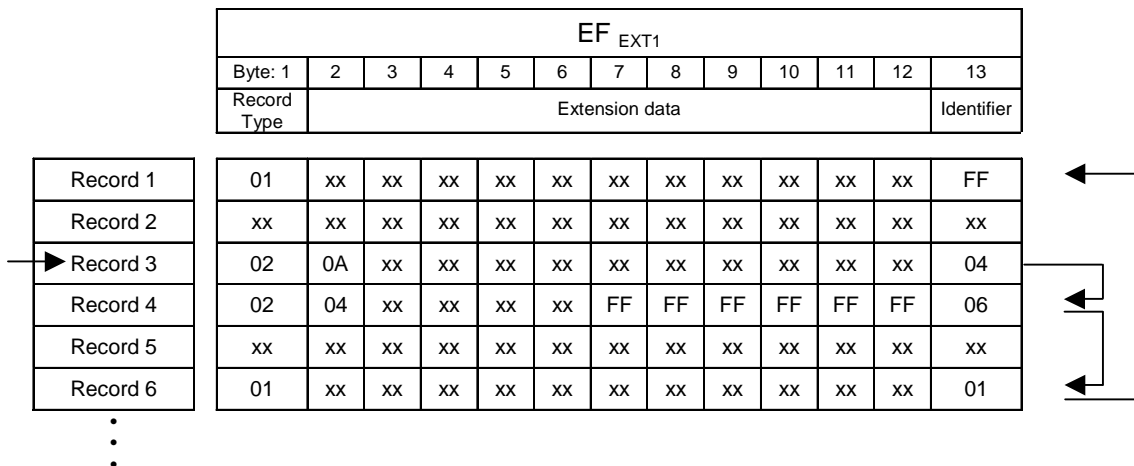 EF EXT1
Byte: 1 2 3 4 5 6 7 8 9 10 11 12 13
Record Type Extension data Identifier
Record 1 01 xx xx xx xx xx xx xx xx xx xx xx FF
Record 2 xx xx xx xx xx xx xx xx xx xx xx xx xx
Record 3 02 0A xx xx xx xx xx xx xx xx xx xx 04
Record 4 02 04 xx xx xx xx FF FF FF FF FF FF 06
Record 5 xx xx xx xx xx xx xx xx xx xx xx xx xx
Record 6 01 xx xx xx xx xx xx xx xx xx xx xx 01